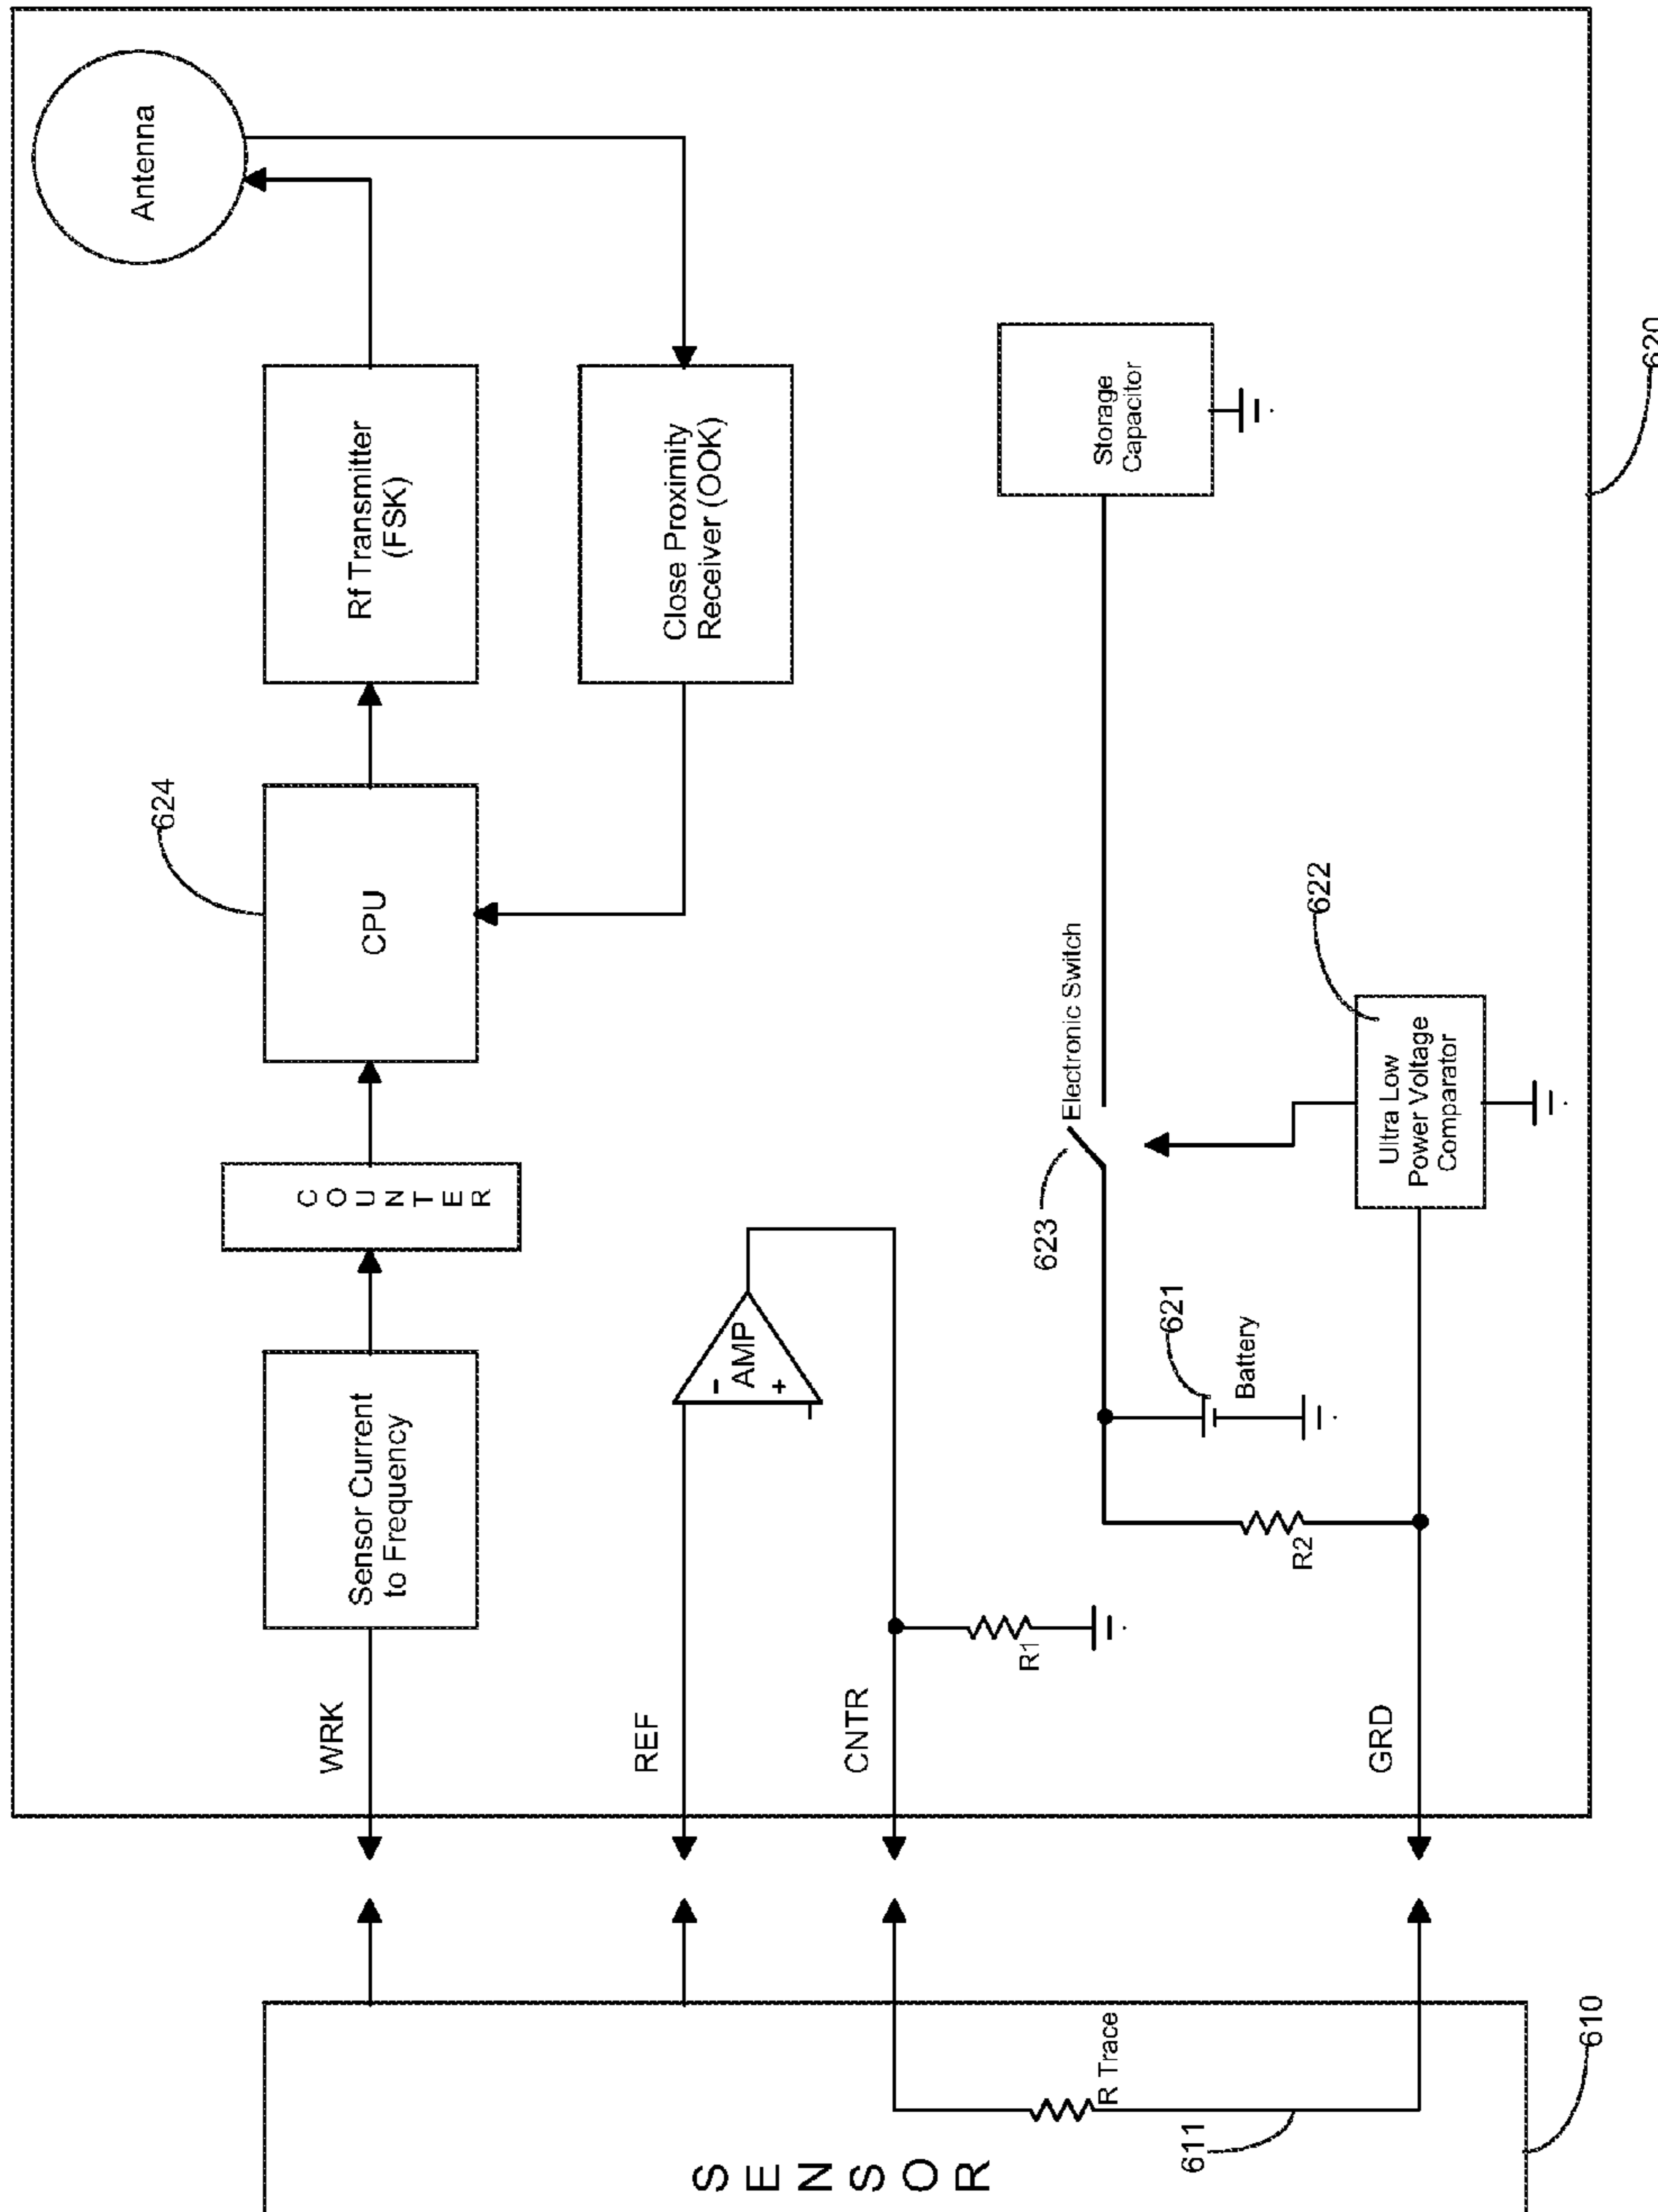 SENSOR
R Trace
611
610
WRK
REF
CNTR
GRD
Sensor Current
to Frequency
COUNTER
CPU
624
Rf Transmitter
(FSK)
Antenna
Close Proximity
Receiver (OOK)
-
AMP
+
R1
R2
621
Battery
623
Electronic Switch
Storage
Capacitor
Ultra Low
Power Voltage
Comparator
622
620